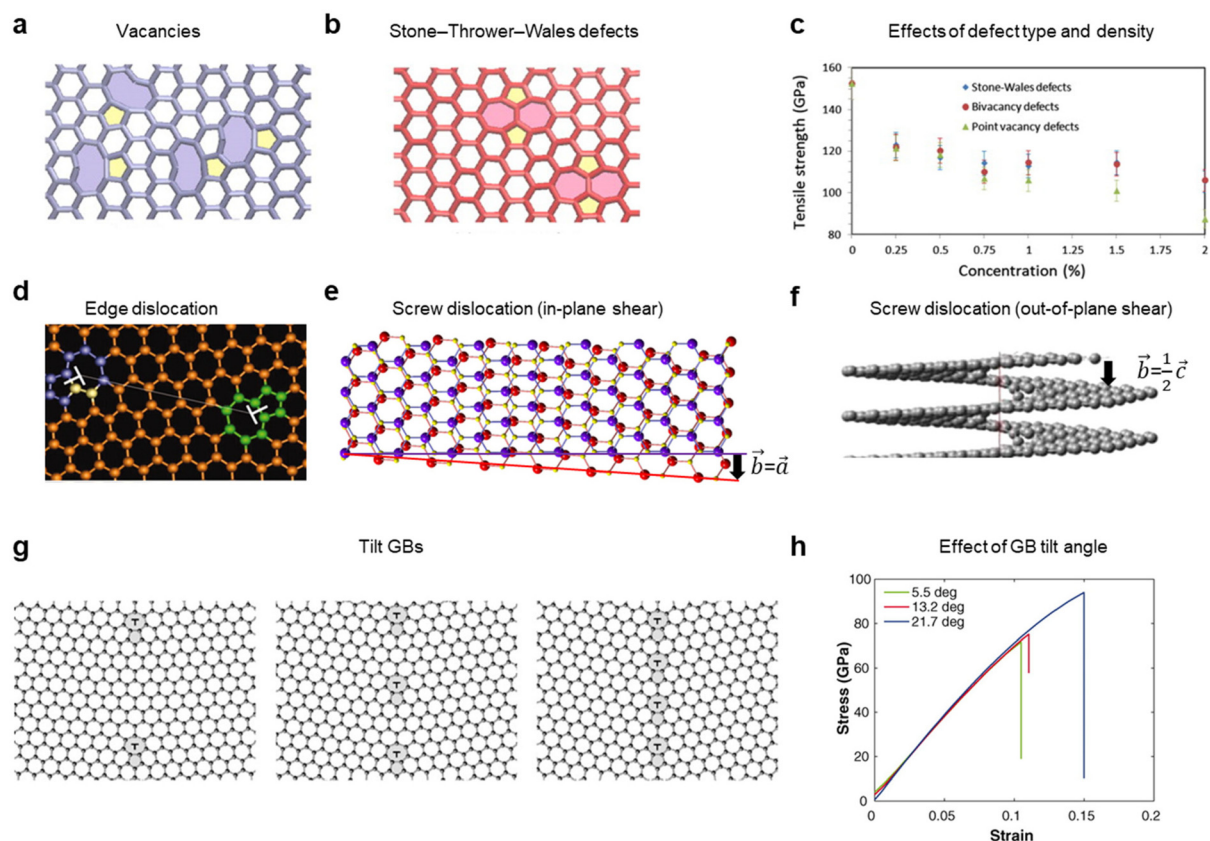 a
Vacancies
b
Stone–Thrower–Wales defects
c
Effects of defect type and density
Tensile strength (GPa)
160
140
120
100
80
Stone-Wales defects
Bivacancy defects
Point vacancy defects
0 0.25 0.5 0.75 1 1.25 1.5 1.75 2
Concentration (%)
d
Edge dislocation
e
Screw dislocation (in-plane shear)
b⃗=a⃗
f
Screw dislocation (out-of-plane shear)
b⃗=1/2 c⃗
g
Tilt GBs
h
Effect of GB tilt angle
Stress (GPa)
100
80
60
40
20
0
5.5 deg
13.2 deg
21.7 deg
0 0.05 0.1 0.15 0.2
Strain